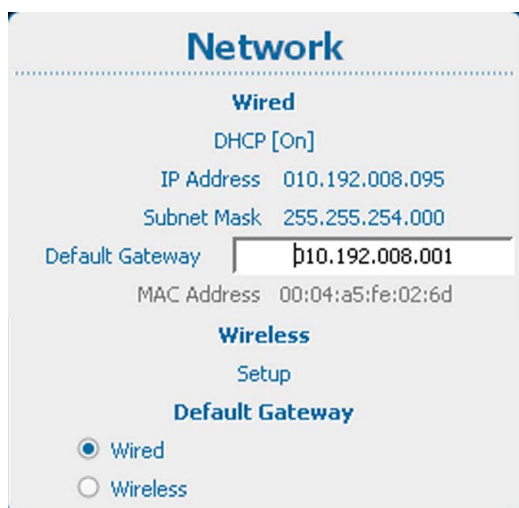 Network
Wired
DHCP [On]
IP Address 010.192.008.095
Subnet Mask 255.255.254.000
Default Gateway 010.192.008.001
MAC Address 00:04:a5:fe:02:6d
Wireless
Setup
Default Gateway
Wired
Wireless